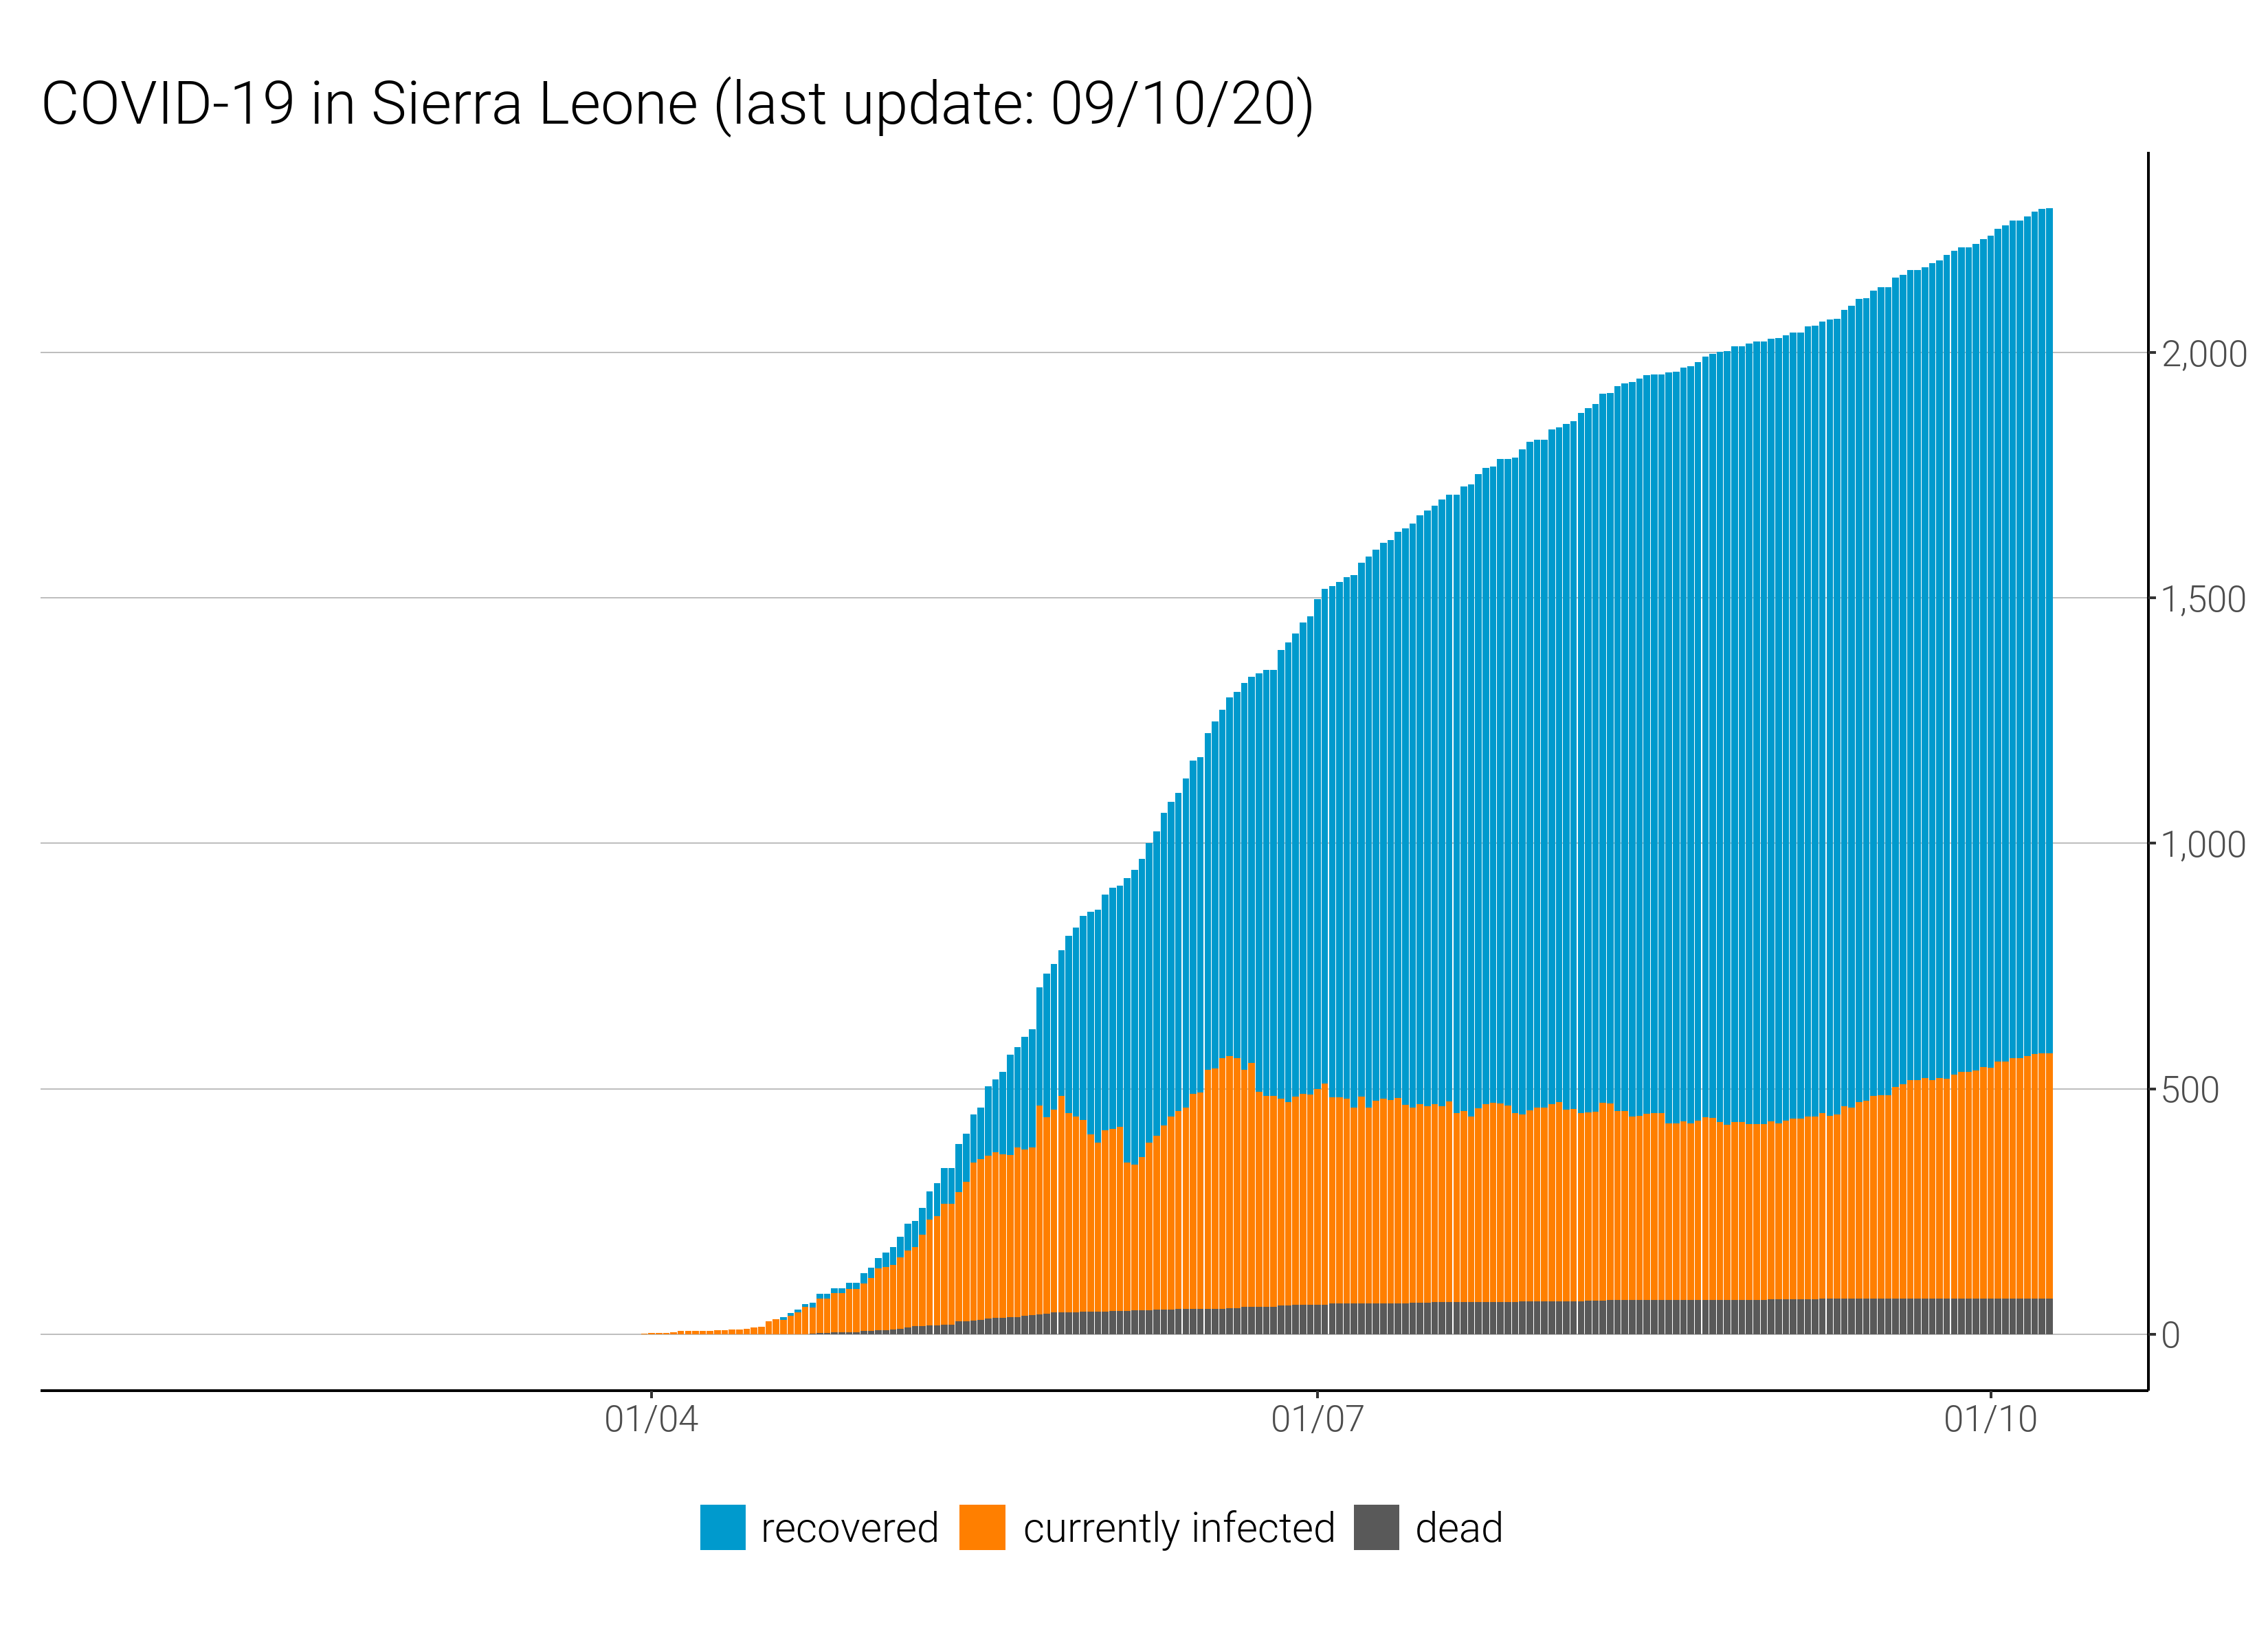 COVID-19 in Sierra Leone (last update: 09/10/20)
2,000
1,500
1,000
500
0
01/04 01/07 01/10
recovered currently infected dead